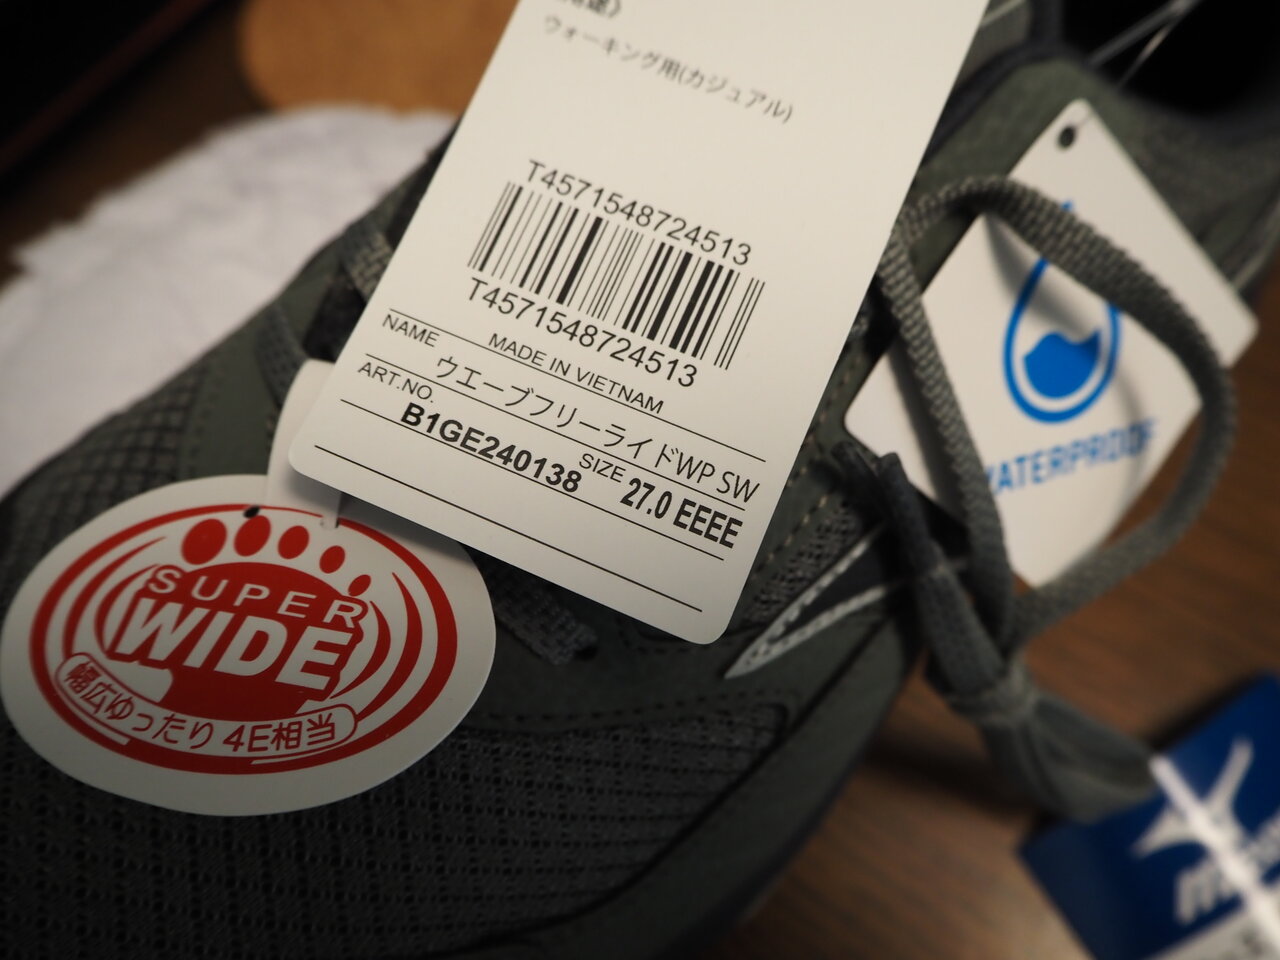 ウォーキング用(カジュアル)
T4571548724513
T4571548724513
MADE IN VIETNAM
NAME
ウエーブフリーライドWP SW
ART.NO.
B1GE240138 SIZE 27.0 EEEE
SUPER
WIDE
幅広ゆったり 4E相当
WATERPROOF